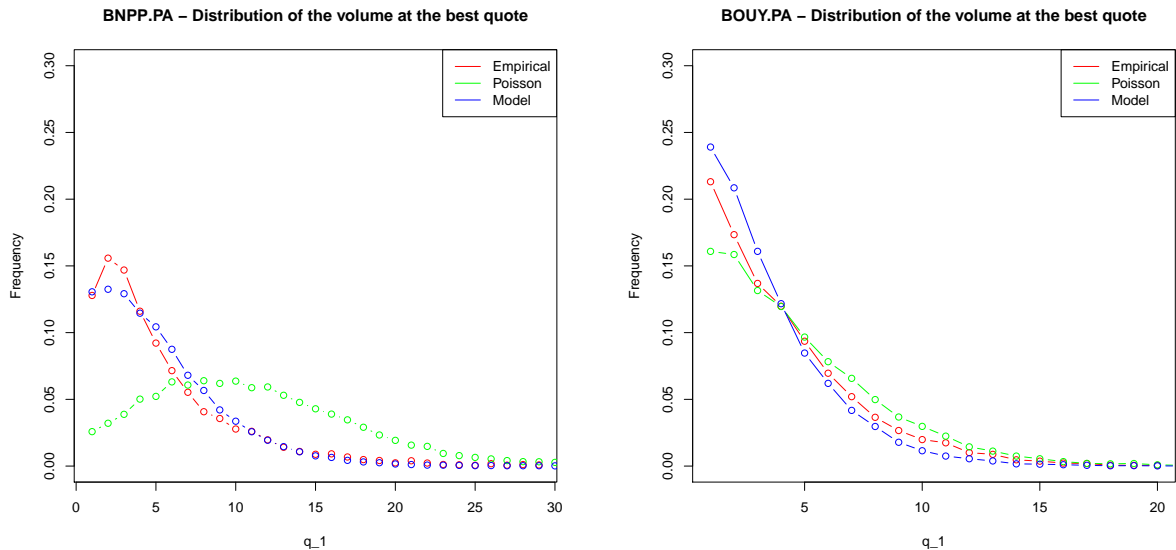 BNPP.PA – Distribution of the volume at the best quote
Frequency
0.30
0.25
0.20
0.15
0.10
0.05
0.00
0 5 10 15 20 25 30
q_1
Empirical
Poisson
Model
BOUY.PA – Distribution of the volume at the best quote
Frequency
0.30
0.25
0.20
0.15
0.10
0.05
0.00
5 10 15 20
q_1
Empirical
Poisson
Model